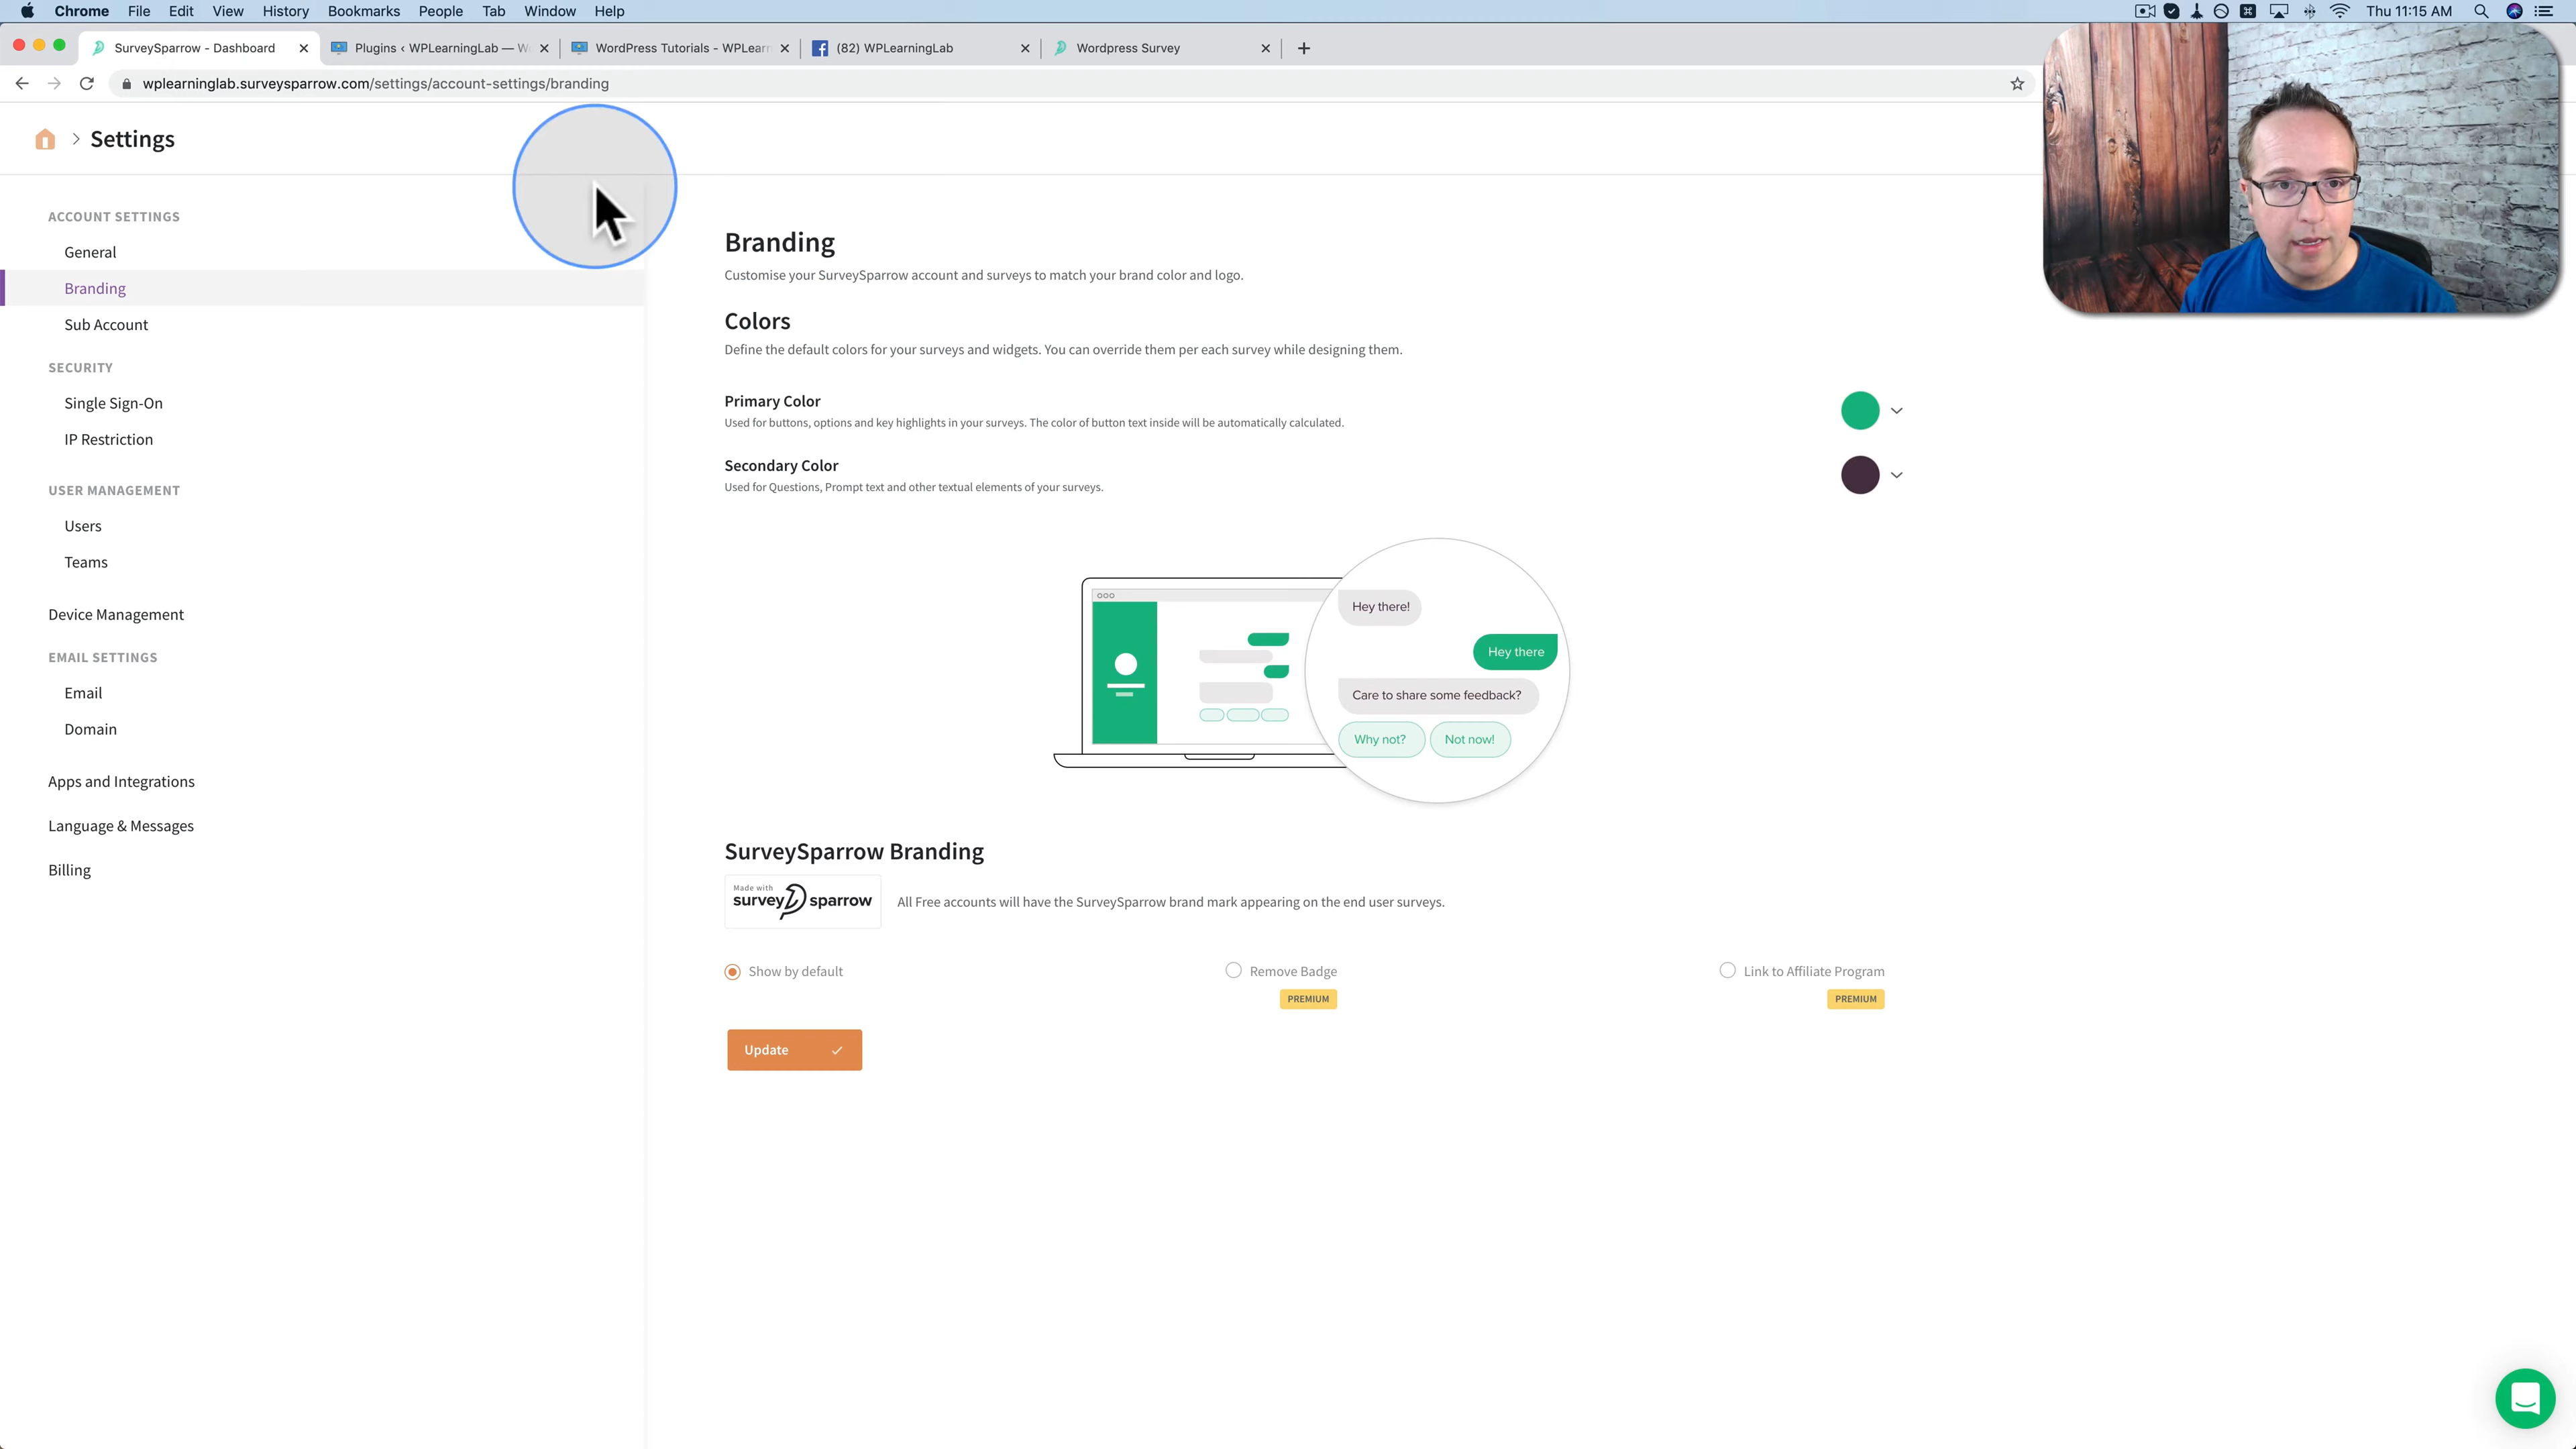 Chrome File Edit View History Bookmarks People Tab Window Help Thu 11:15 AM
SurveySparrow - Dashboard Plugins ‹ WPLearningLab — W WordPress Tutorials - WPLearn (82) WPLearningLab Wordpress Survey
wplearninglab.surveysparrow.com/settings/account-settings/branding
Settings
ACCOUNT SETTINGS
General
Branding
Sub Account
SECURITY
Single Sign-On
IP Restriction
USER MANAGEMENT
Users
Teams
Device Management
EMAIL SETTINGS
Email
Domain
Apps and Integrations
Language & Messages
Billing
Branding
Customise your SurveySparrow account and surveys to match your brand color and logo.
Colors
Define the default colors for your surveys and widgets. You can override them per each survey while designing them.
Primary Color
Used for buttons, options and key highlights in your surveys. The color of button text inside will be automatically calculated.
Secondary Color
Used for Questions, Prompt text and other textual elements of your surveys.
Hey there!
Hey there
Care to share some feedback?
Why not? Not now!
SurveySparrow Branding
Made with
survey sparrow
All Free accounts will have the SurveySparrow brand mark appearing on the end user surveys.
Show by default Remove Badge Link to Affiliate Program
PREMIUM PREMIUM
Update